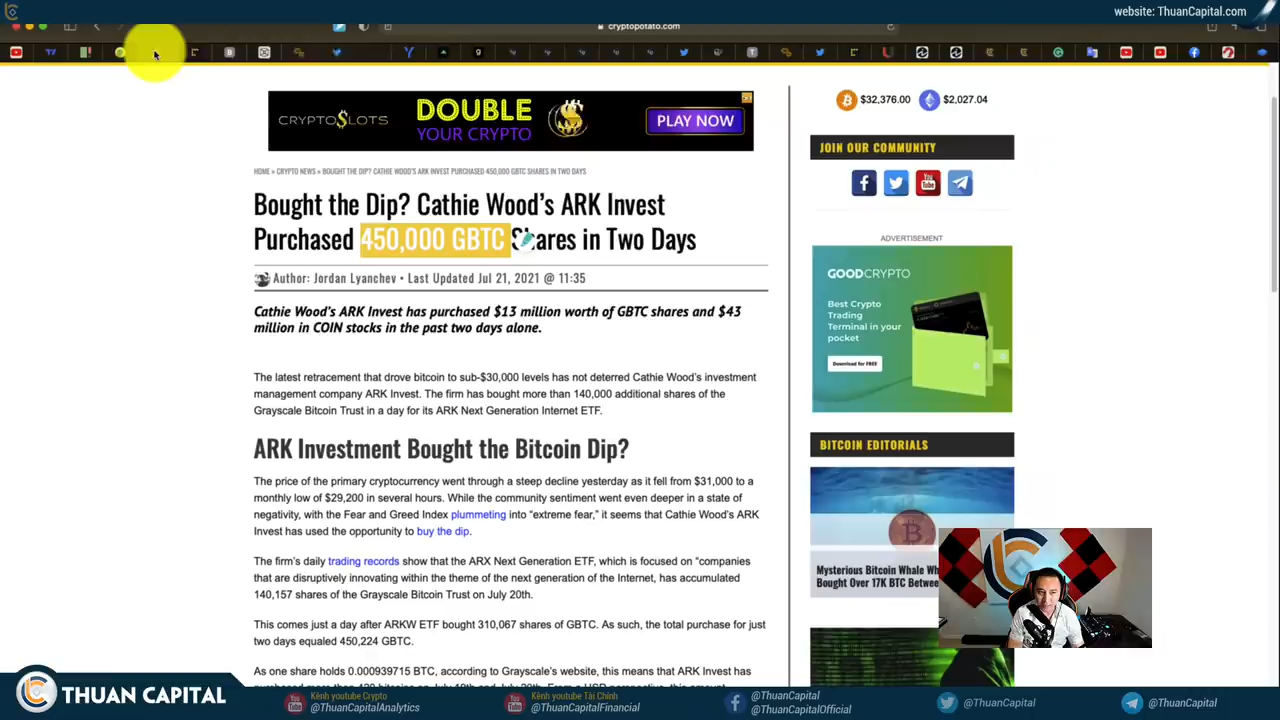 website: ThuanCapital.com
cryptopotato.com
CRYPTO$LOTS
DOUBLE
YOUR CRYPTO
PLAY NOW
$32,376.00
$2,027.04
JOIN OUR COMMUNITY
HOME » CRYPTO NEWS » BOUGHT THE DIP? CATHIE WOOD'S ARK INVEST PURCHASED 450,000 GBTC SHARES IN TWO DAYS
Bought the Dip? Cathie Wood's ARK Invest
Purchased 450,000 GBTC Shares in Two Days
Author: Jordan Lyanchev • Last Updated Jul 21, 2021 @ 11:35
Cathie Wood's ARK Invest has purchased $13 million worth of GBTC shares and $43
million in COIN stocks in the past two days alone.
The latest retracement that drove bitcoin to sub-$30,000 levels has not deterred Cathie Wood's investment
management company ARK Invest. The firm has bought more than 140,000 additional shares of the
Grayscale Bitcoin Trust in a day for its ARK Next Generation Internet ETF.
ARK Investment Bought the Bitcoin Dip?
The price of the primary cryptocurrency went through a steep decline yesterday as it fell from $31,000 to a
monthly low of $29,200 in several hours. While the community sentiment went even deeper in a state of
negativity, with the Fear and Greed Index plummeting into "extreme fear," it seems that Cathie Wood's ARK
Invest has used the opportunity to buy the dip.
The firm's daily trading records show that the ARX Next Generation ETF, which is focused on "companies
that are disruptively innovating within the theme of the next generation of the Internet, has accumulated
140,157 shares of the Grayscale Bitcoin Trust on July 20th.
This comes just a day after ARKW ETF bought 310,067 shares of GBTC. As such, the total purchase for just
two days equaled 450,224 GBTC.
As one share holds 0.000939715 BTC, according to Grayscale's website, this means that ARK Invest has
ADVERTISEMENT
GOODCRYPTO
Best Crypto
Trading
Terminal in your
pocket
Download for FREE
BITCOIN EDITORIALS
Mysterious Bitcoin Whale Wh
Bought Over 17K BTC Betwee
THUAN CAPITAL
Kênh youtube Crypto
@ThuanCapitalAnalytics
Kênh youtube Tài Chính
@ThuanCapitalFinancial
@ThuanCapital
@ThuanCapitalOfficial
@ThuanCapital
@ThuanCapital